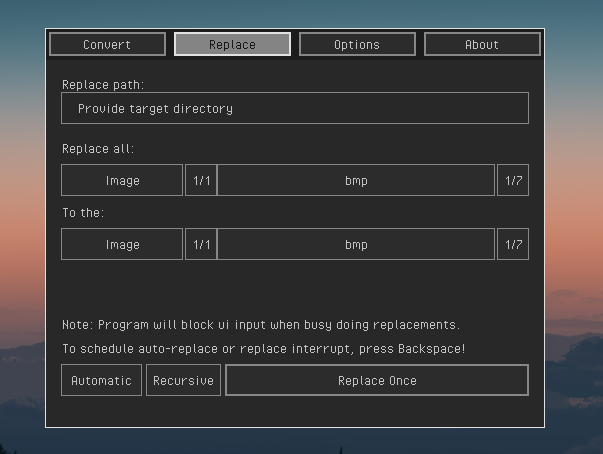 Convert Replace Options About
Replace path:
Provide target directory
Replace all:
Image 1/1 bmp 1/7
To the:
Image 1/1 bmp 1/7
Note: Program will block ui input when busy doing replacements.
To schedule auto-replace or replace interrupt, press Backspace!
Automatic Recursive Replace Once